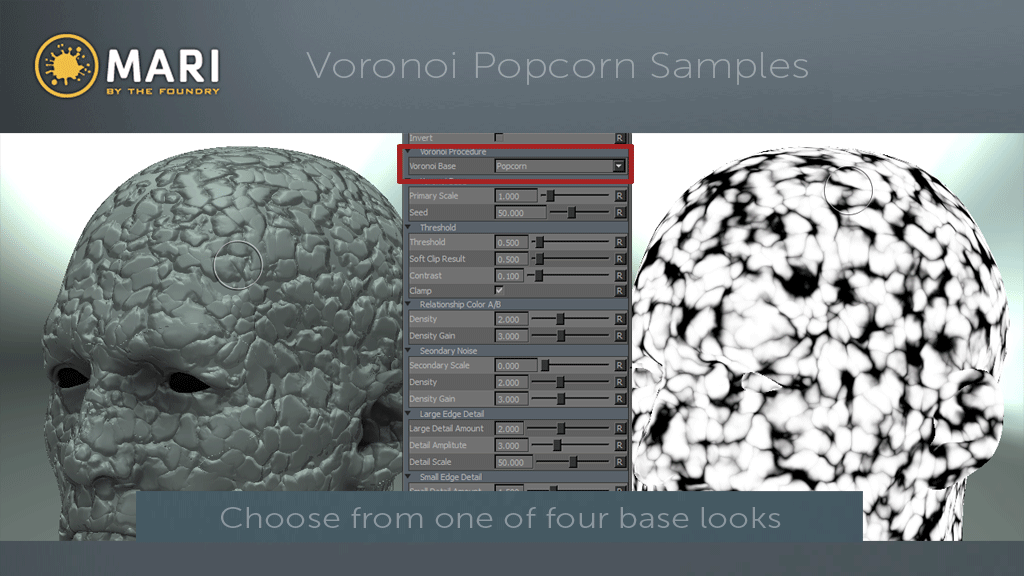 MARI
BY THE FOUNDRY
Voronoi Popcorn Samples
Invert R
Voronoi Procedure
Voronoi Base Popcorn
Primary Scale 1.000 R
Seed 50.000 R
Threshold
Threshold 0.500 R
Soft Clip Result 0.500 R
Contrast 0.100 R
Clamp R
Relationship Color A/B
Density 2.000 R
Density Gain 3.000 R
Seondary Noise
Secondary Scale 0.000 R
Density 2.000 R
Density Gain 3.000 R
Large Edge Detail
Large Detail Amount 2.000 R
Detail Amplitute 3.000 R
Detail Scale 50.000 R
Small Edge Detail
Choose from one of four base looks